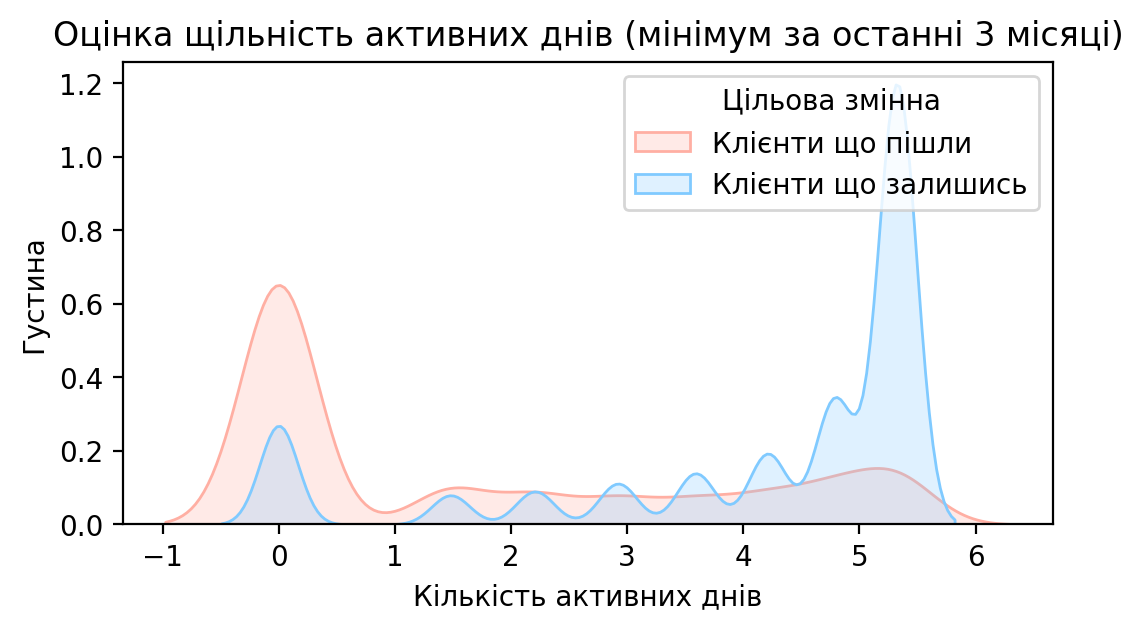 Оцінка щільність активних днів (мінімум за останні 3 місяці)
Цільова змінна
Клієнти що пішли
Клієнти що залишись
Густина
1.2
1.0
0.8
0.6
0.4
0.2
0.0
−1 0 1 2 3 4 5 6
Кількість активних днів